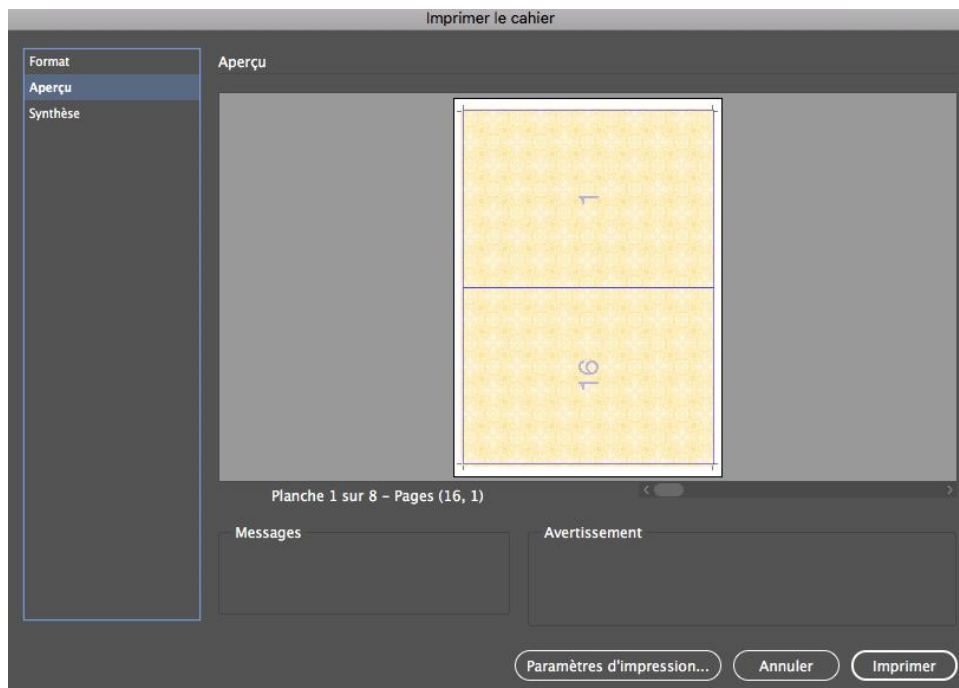 Imprimer le cahier
Format
Aperçu
Synthèse
Aperçu
1
16
Planche 1 sur 8 – Pages (16, 1)
Messages
Avertissement
Paramètres d'impression...
Annuler
Imprimer